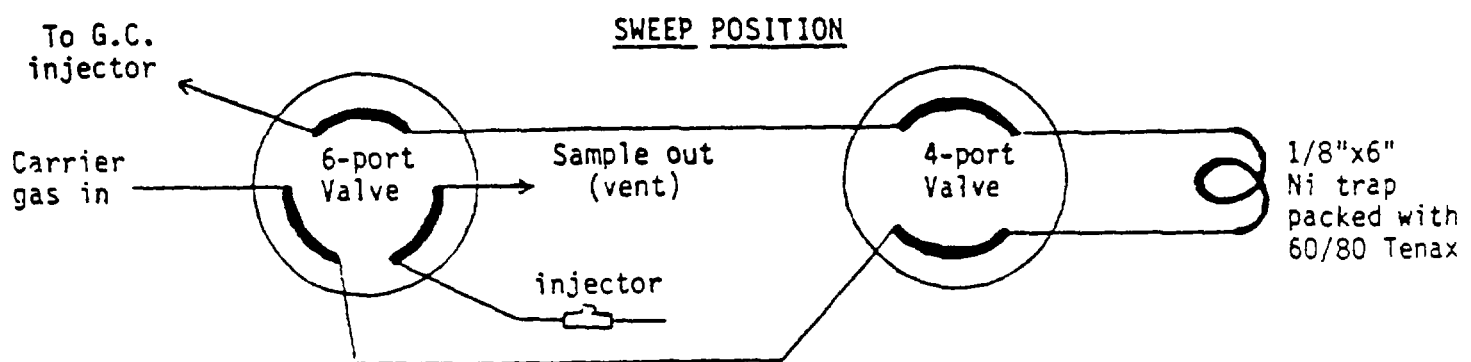 SWEEP POSITION
To G.C.
injector
Carrier
gas in
6-port
Valve
Sample out
(vent)
injector
4-port
Valve
1/8"x6"
Ni trap
packed with
60/80 Tenax